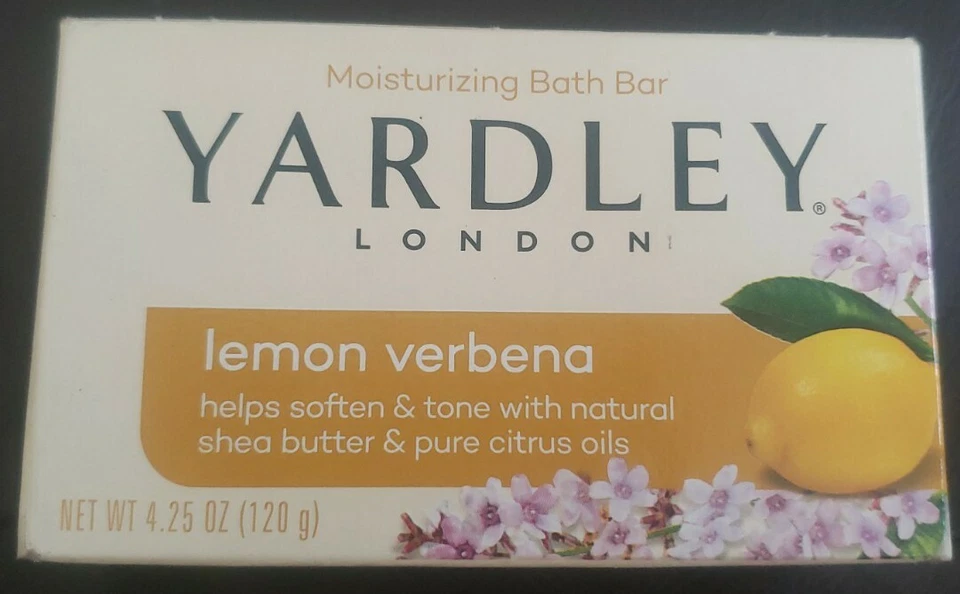 Moisturizing Bath Bar
YARDLEY®
LONDON
lemon verbena
helps soften & tone with natural
shea butter & pure citrus oils
NET WT 4.25 OZ (120 g)